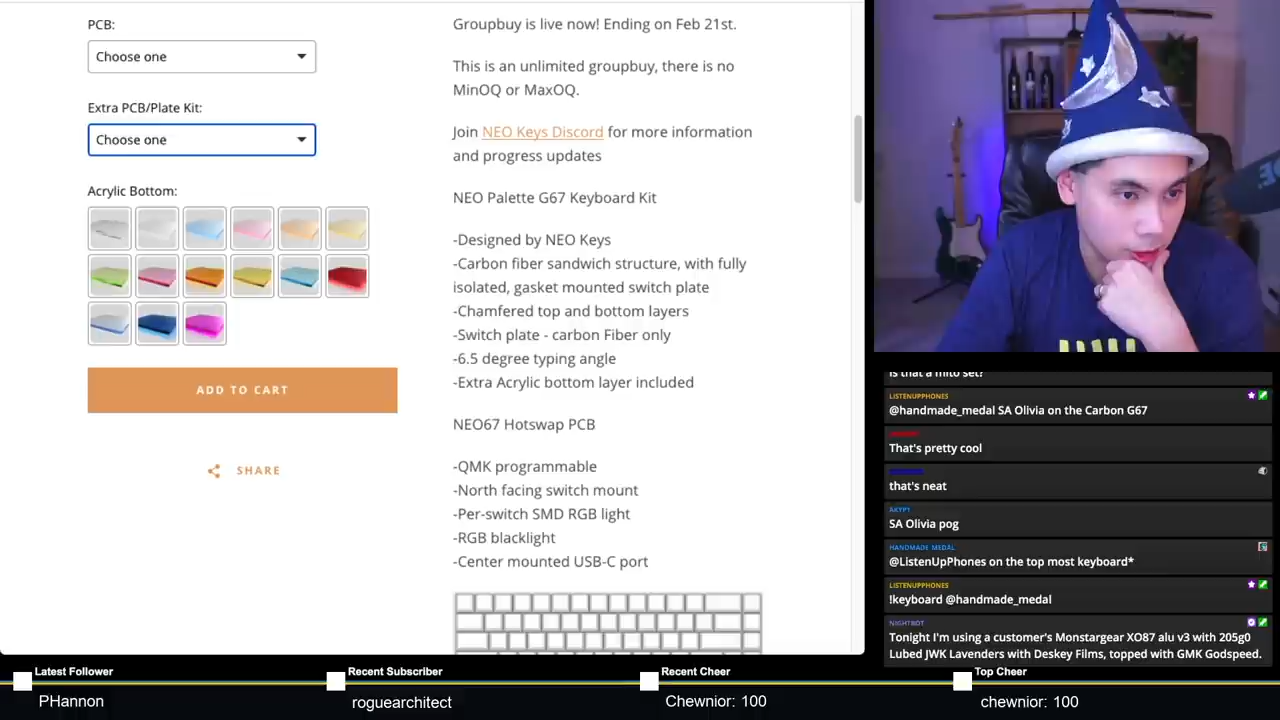 PCB:
Choose one
Extra PCB/Plate Kit:
Choose one
Acrylic Bottom:
ADD TO CART
SHARE
Groupbuy is live now! Ending on Feb 21st.
This is an unlimited groupbuy, there is no
MinOQ or MaxOQ.
Join NEO Keys Discord for more information
and progress updates
NEO Palette G67 Keyboard Kit
-Designed by NEO Keys
-Carbon fiber sandwich structure, with fully
isolated, gasket mounted switch plate
-Chamfered top and bottom layers
-Switch plate - carbon Fiber only
-6.5 degree typing angle
-Extra Acrylic bottom layer included
NEO67 Hotswap PCB
-QMK programmable
-North facing switch mount
-Per-switch SMD RGB light
-RGB blacklight
-Center mounted USB-C port
is that a mito set?
LISTENUPPHONES
@handmade_medal SA Olivia on the Carbon G67
That's pretty cool
that's neat
SA Olivia pog
HANDMADE_MEDAL
@ListenUpPhones on the top most keyboard*
LISTENUPPHONES
!keyboard @handmade_medal
NIGHTBOT
Tonight I'm using a customer's Monstargear XO87 alu v3 with 205g0
Lubed JWK Lavenders with Deskey Films, topped with GMK Godspeed.
Latest Follower
PHannon
Recent Subscriber
roguearchitect
Recent Cheer
Chewnior: 100
Top Cheer
chewnior: 100